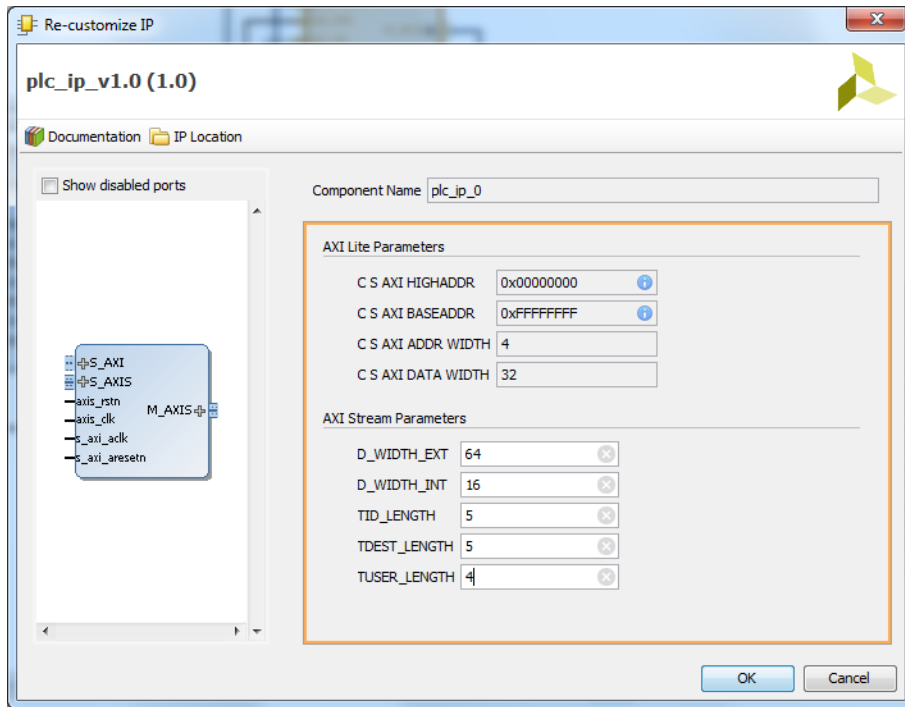 Re-customize IP
plc_ip_v1.0 (1.0)
Documentation IP Location
Show disabled ports
S_AXI
S_AXIS
axis_rstn
M_AXIS
axis_clk
s_axi_aclk
s_axi_aresetn
Component Name plc_ip_0
AXI Lite Parameters
C S AXI HIGHADDR 0x00000000
C S AXI BASEADDR 0xFFFFFFFF
C S AXI ADDR WIDTH 4
C S AXI DATA WIDTH 32
AXI Stream Parameters
D_WIDTH_EXT 64
D_WIDTH_INT 16
TID_LENGTH 5
TDEST_LENGTH 5
TUSER_LENGTH 4
OK Cancel